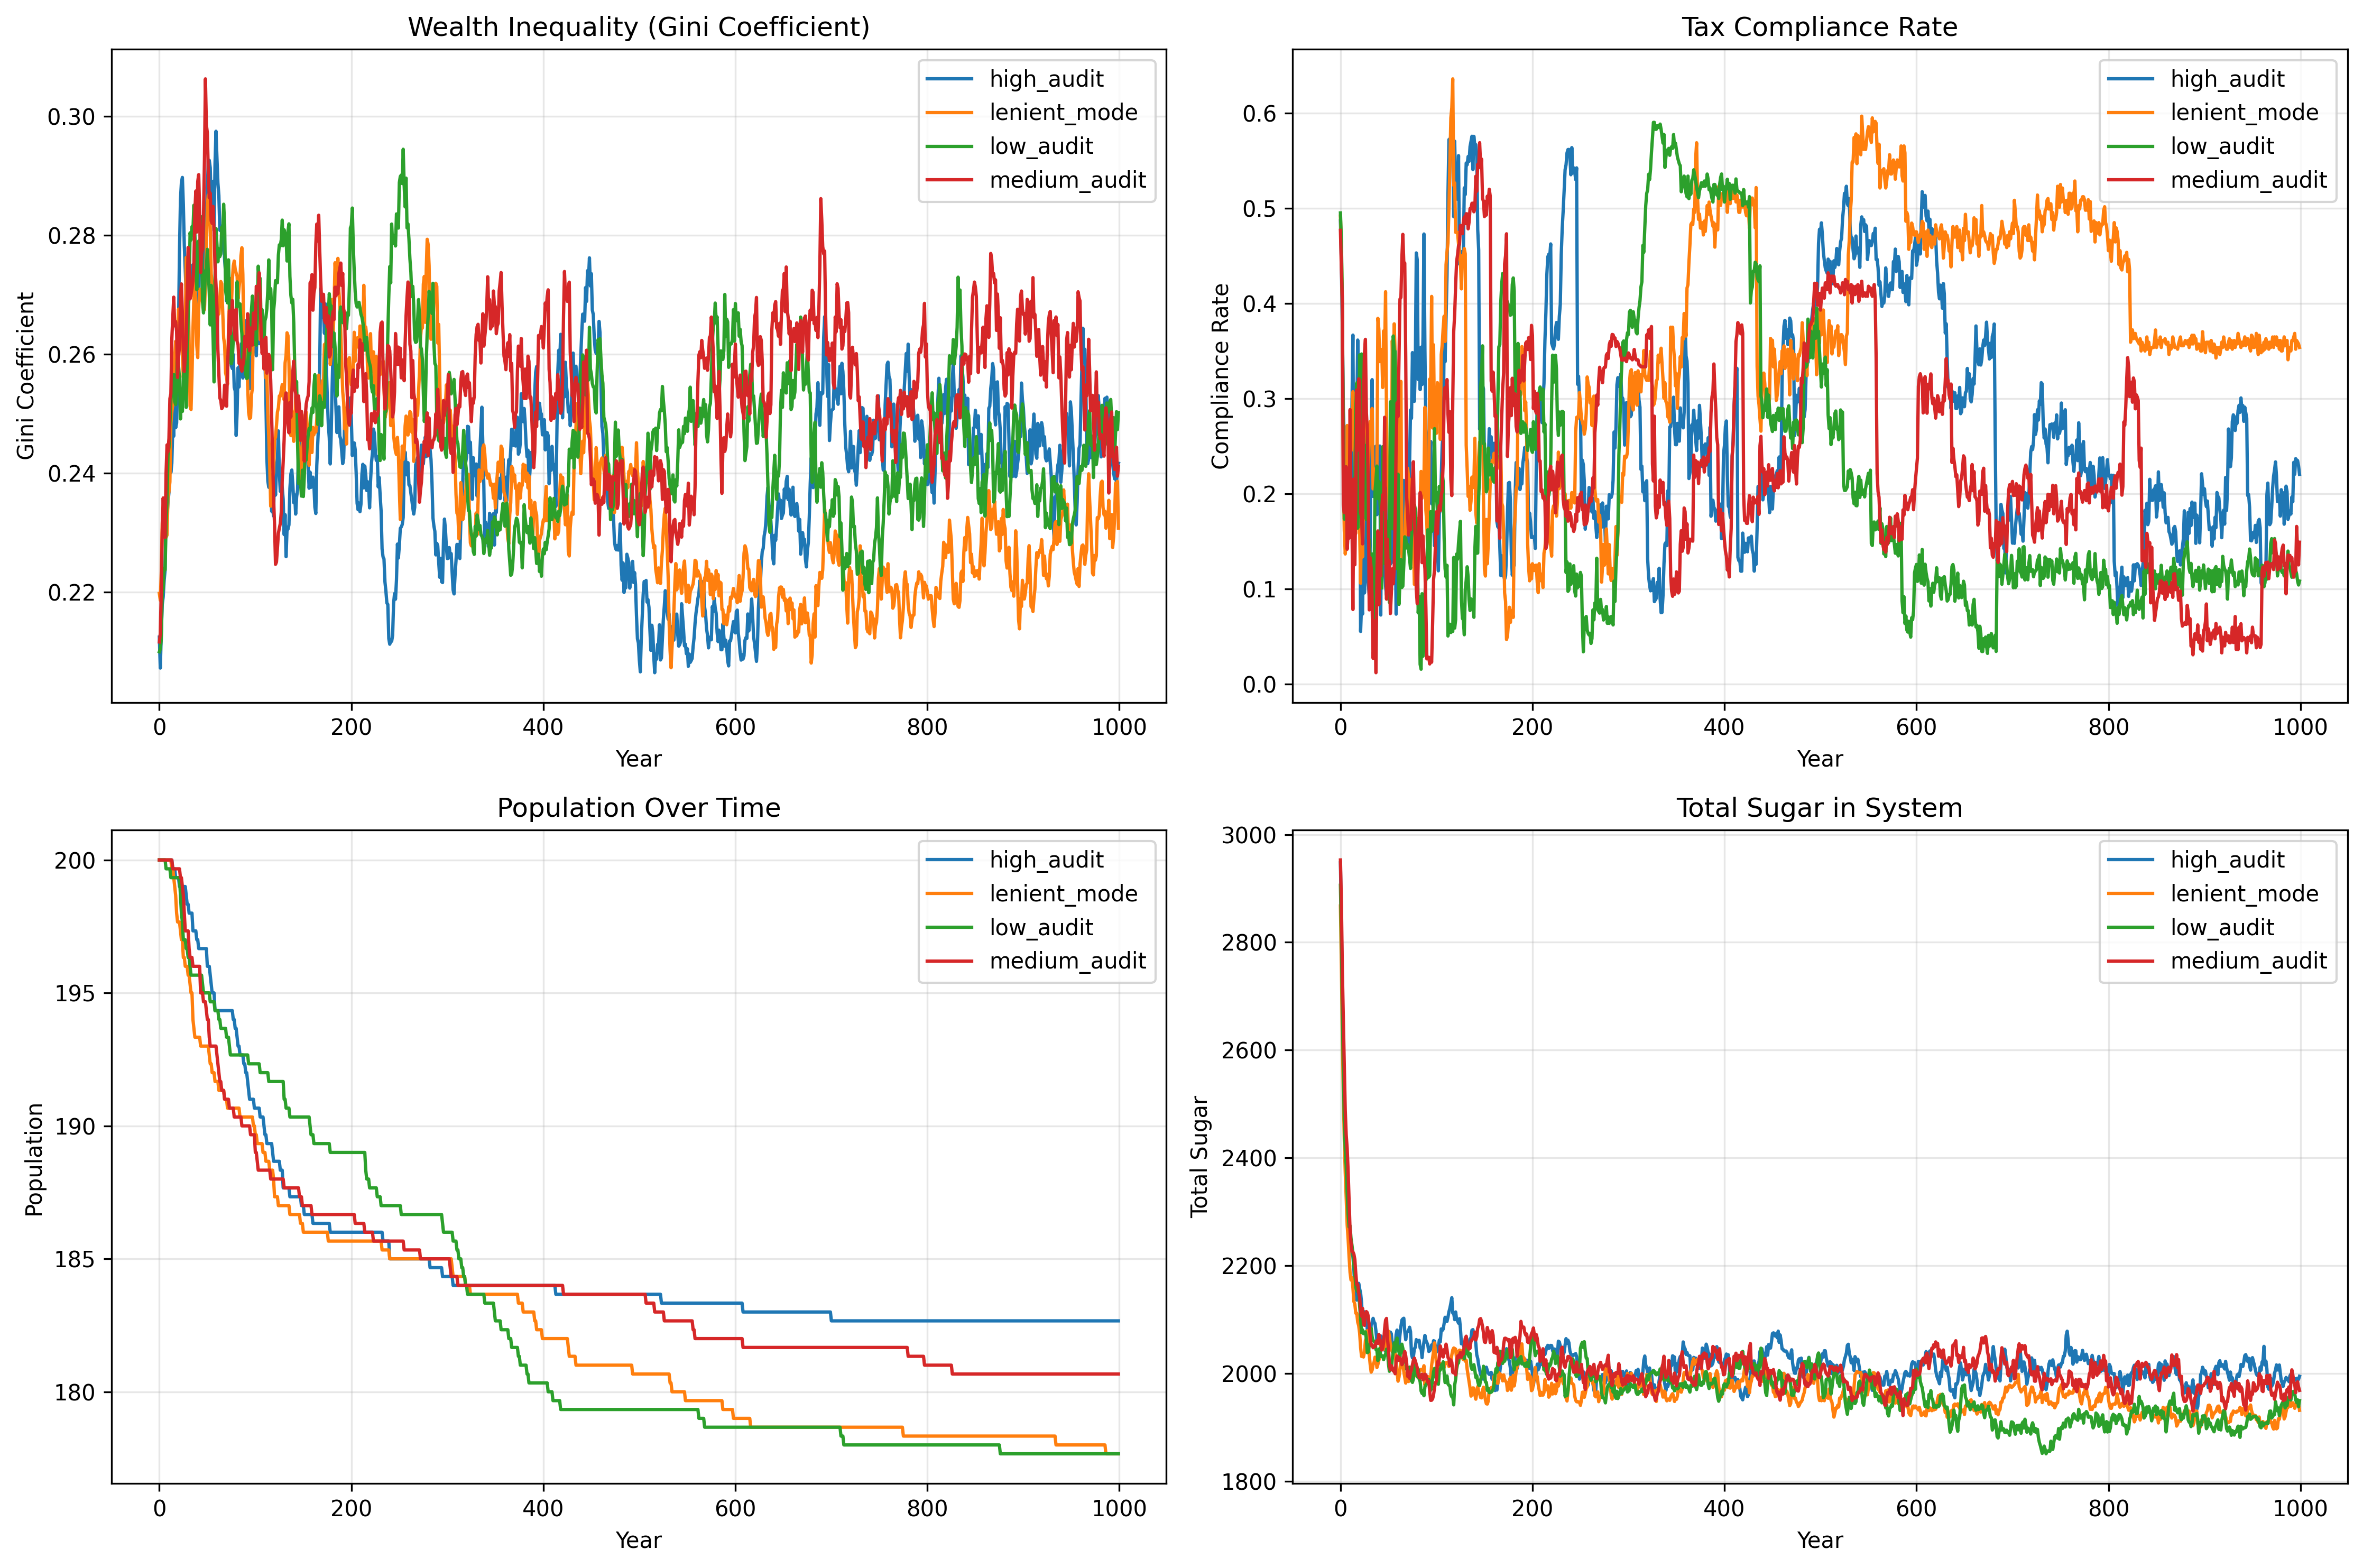 Wealth Inequality (Gini Coefficient)
Gini Coefficient
0.30
0.28
0.26
0.24
0.22
high_audit
lenient_mode
low_audit
medium_audit
0 200 400 600 800 1000
Year
Tax Compliance Rate
Compliance Rate
0.6
0.5
0.4
0.3
0.2
0.1
0.0
high_audit
lenient_mode
low_audit
medium_audit
0 200 400 600 800 1000
Year
Population Over Time
Population
200
195
190
185
180
high_audit
lenient_mode
low_audit
medium_audit
0 200 400 600 800 1000
Year
Total Sugar in System
Total Sugar
3000
2800
2600
2400
2200
2000
1800
high_audit
lenient_mode
low_audit
medium_audit
0 200 400 600 800 1000
Year